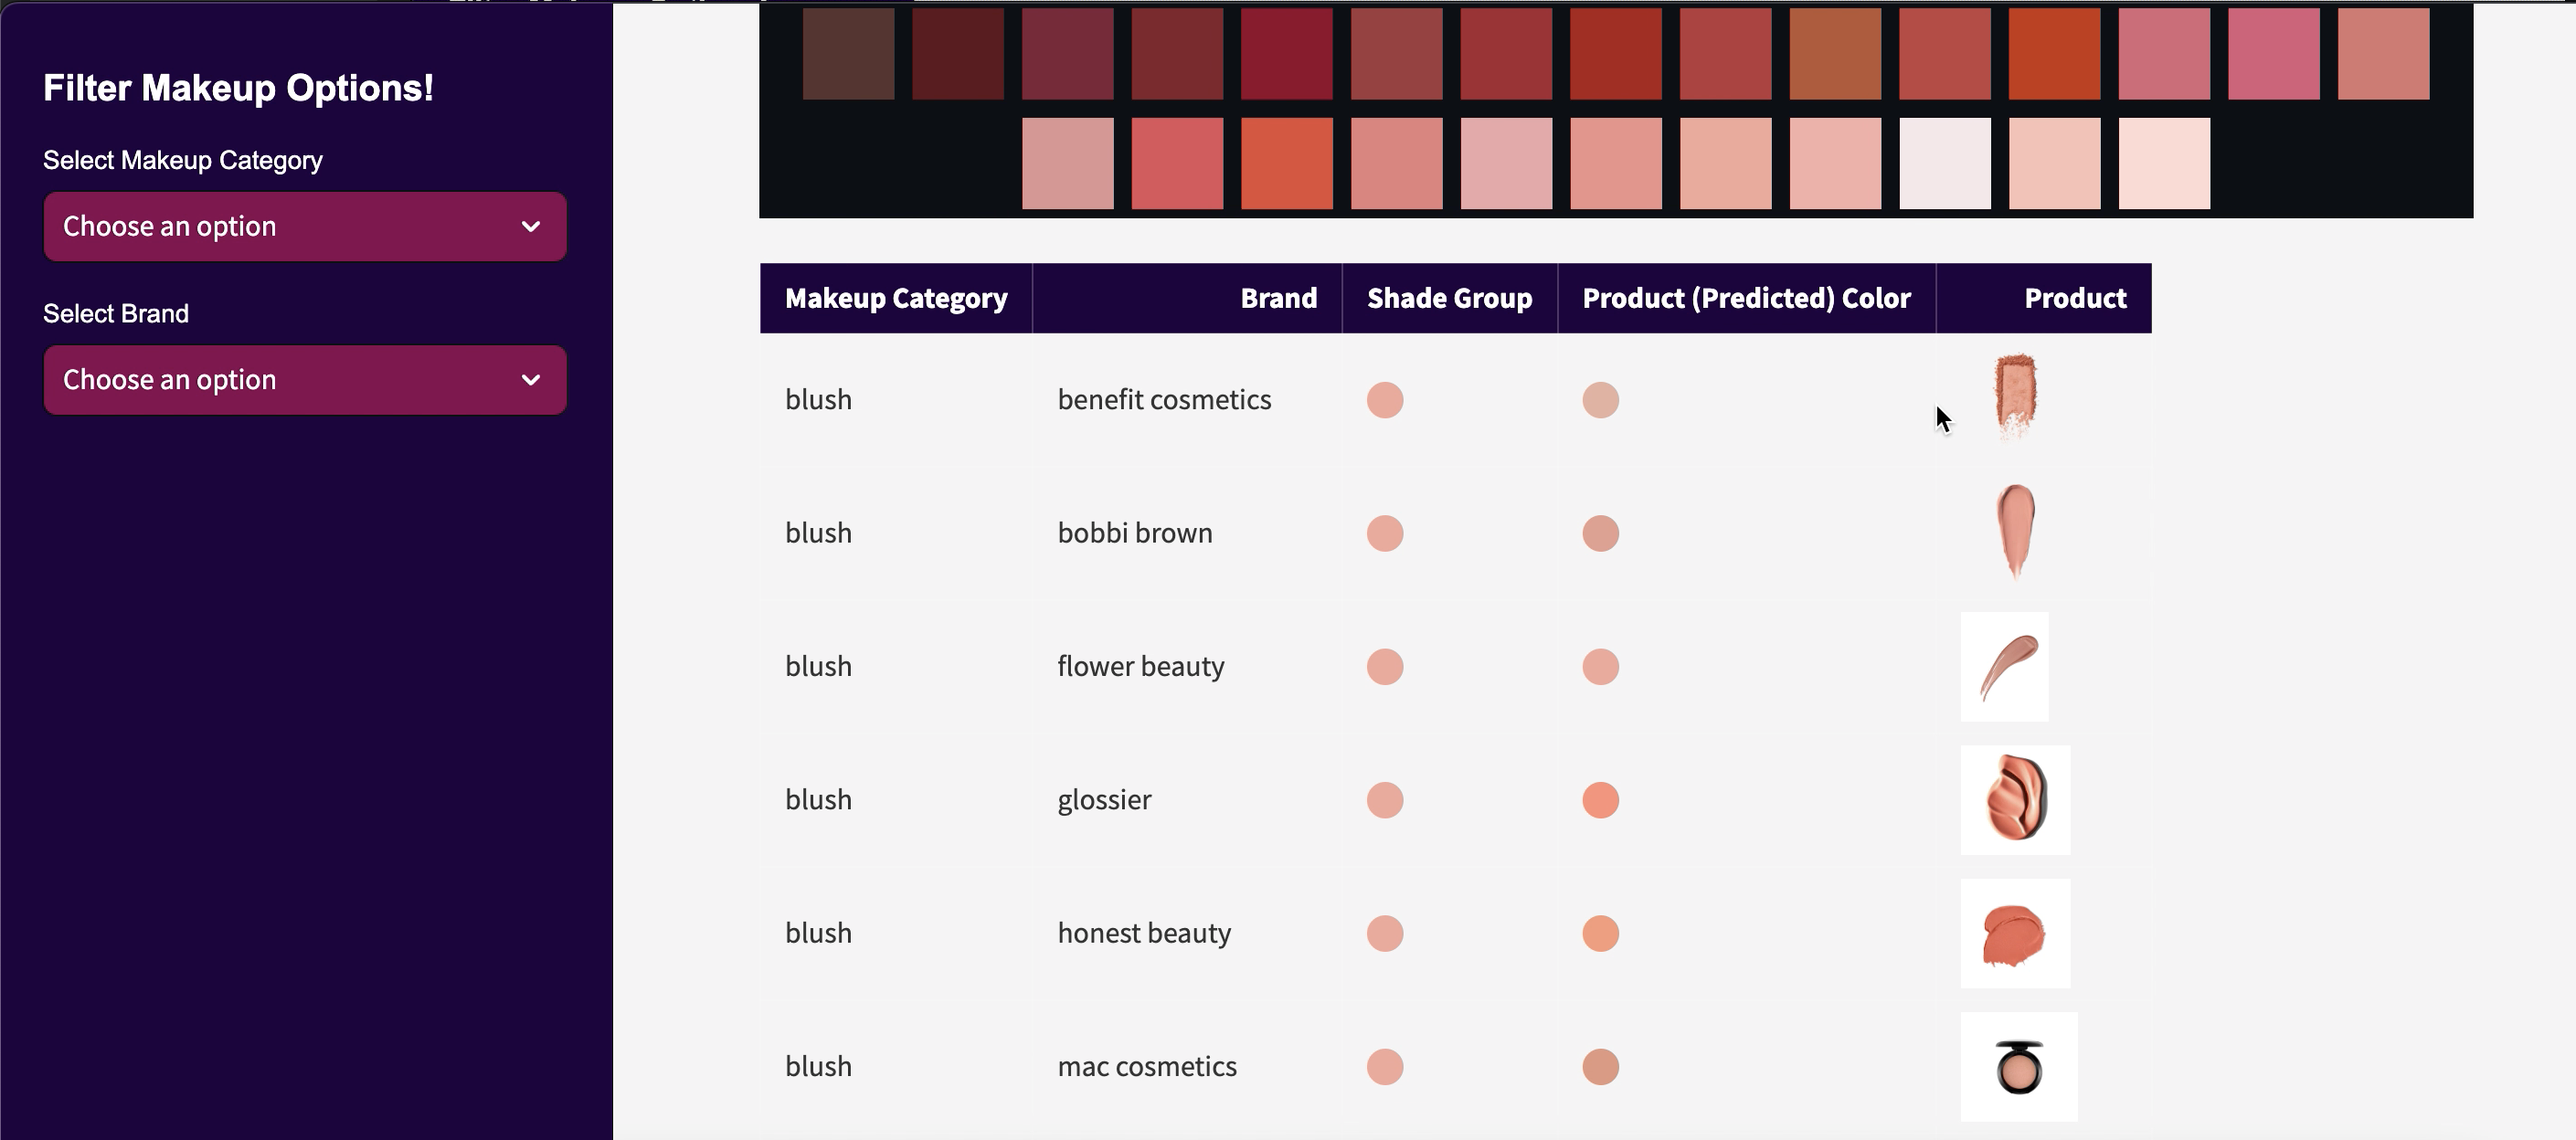 Filter Makeup Options!
Select Makeup Category
Choose an option
Select Brand
Choose an option
Makeup Category Brand Shade Group Product (Predicted) Color Product
blush benefit cosmetics
blush bobbi brown
blush flower beauty
blush glossier
blush honest beauty
blush mac cosmetics